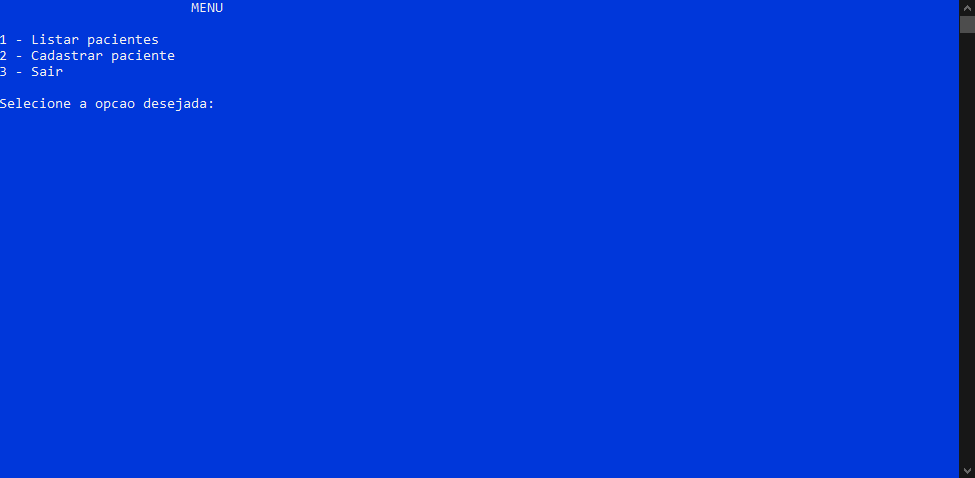 MENU
1 - Listar pacientes
2 - Cadastrar paciente
3 - Sair
Selecione a opcao desejada: